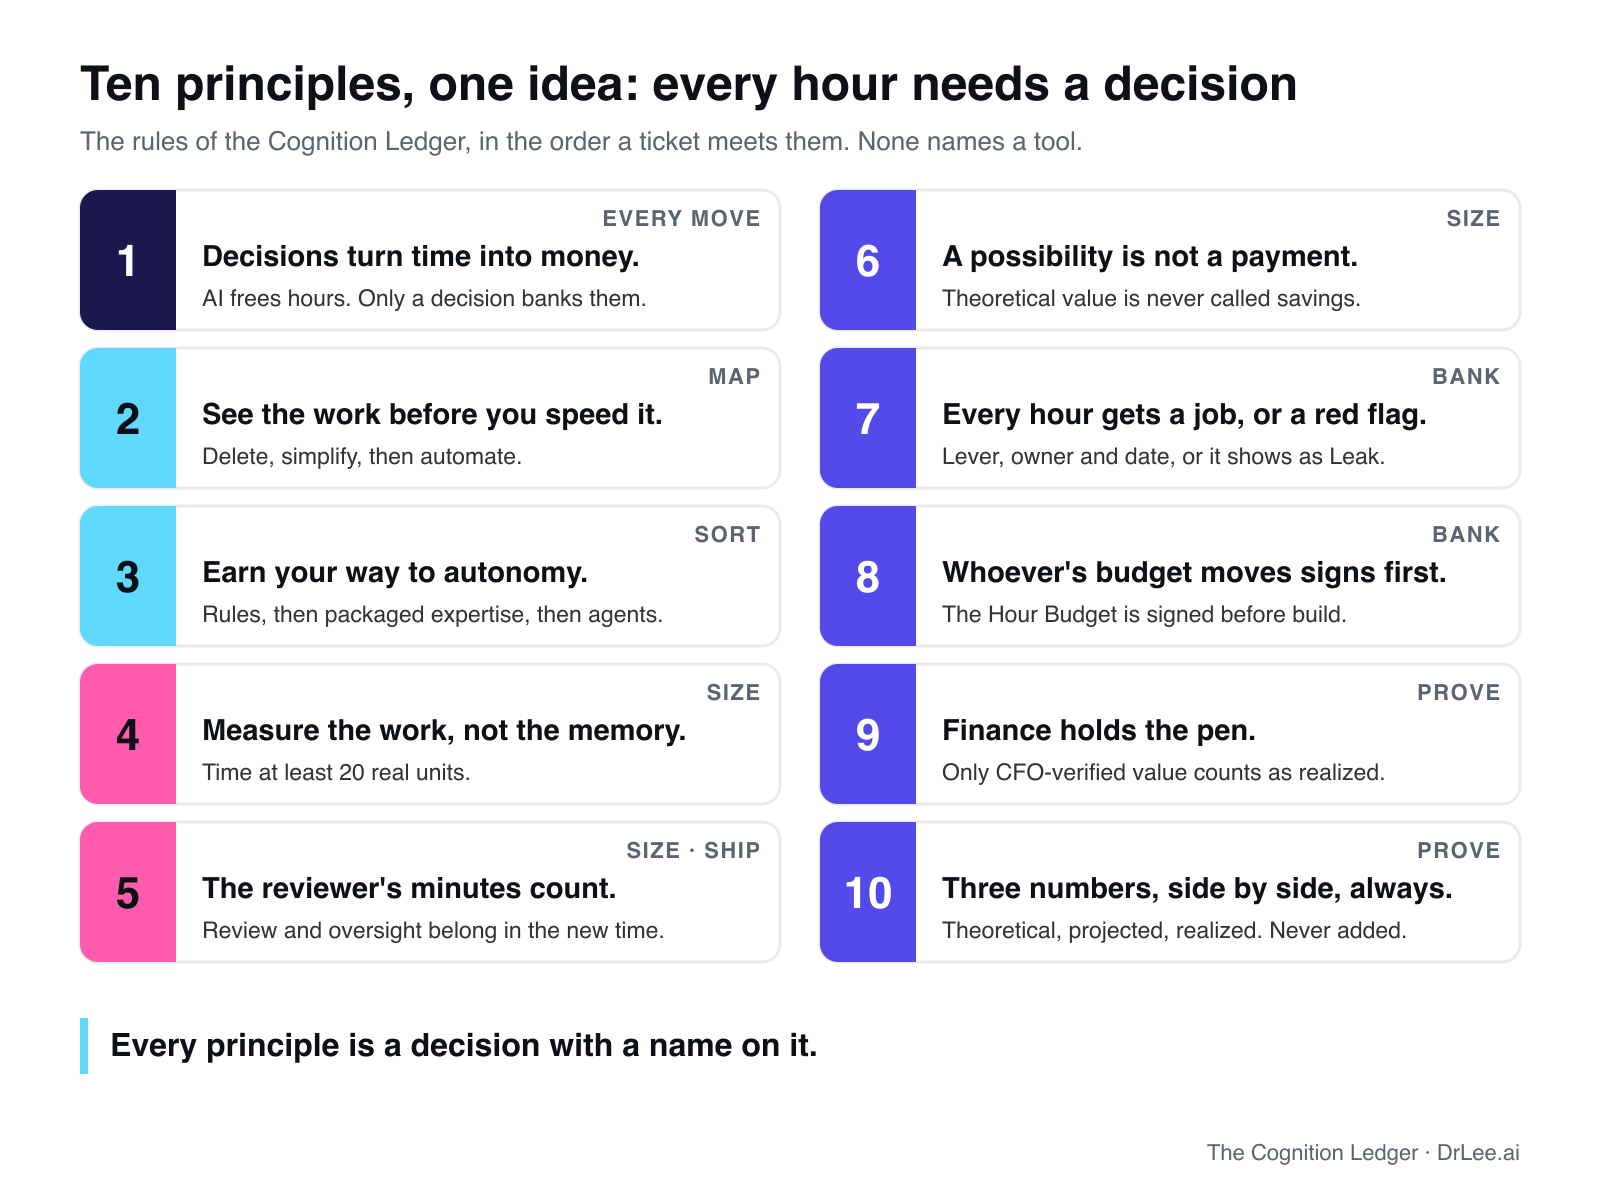 Ten principles, one idea: every hour needs a decision
The rules of the Cognition Ledger, in the order a ticket meets them. None names a tool.
1
EVERY MOVE
Decisions turn time into money.
AI frees hours. Only a decision banks them.
2
MAP
See the work before you speed it.
Delete, simplify, then automate.
3
SORT
Earn your way to autonomy.
Rules, then packaged expertise, then agents.
4
SIZE
Measure the work, not the memory.
Time at least 20 real units.
5
SIZE · SHIP
The reviewer's minutes count.
Review and oversight belong in the new time.
6
SIZE
A possibility is not a payment.
Theoretical value is never called savings.
7
BANK
Every hour gets a job, or a red flag.
Lever, owner and date, or it shows as Leak.
8
BANK
Whoever's budget moves signs first.
The Hour Budget is signed before build.
9
PROVE
Finance holds the pen.
Only CFO-verified value counts as realized.
10
PROVE
Three numbers, side by side, always.
Theoretical, projected, realized. Never added.
Every principle is a decision with a name on it.
The Cognition Ledger · DrLee.ai